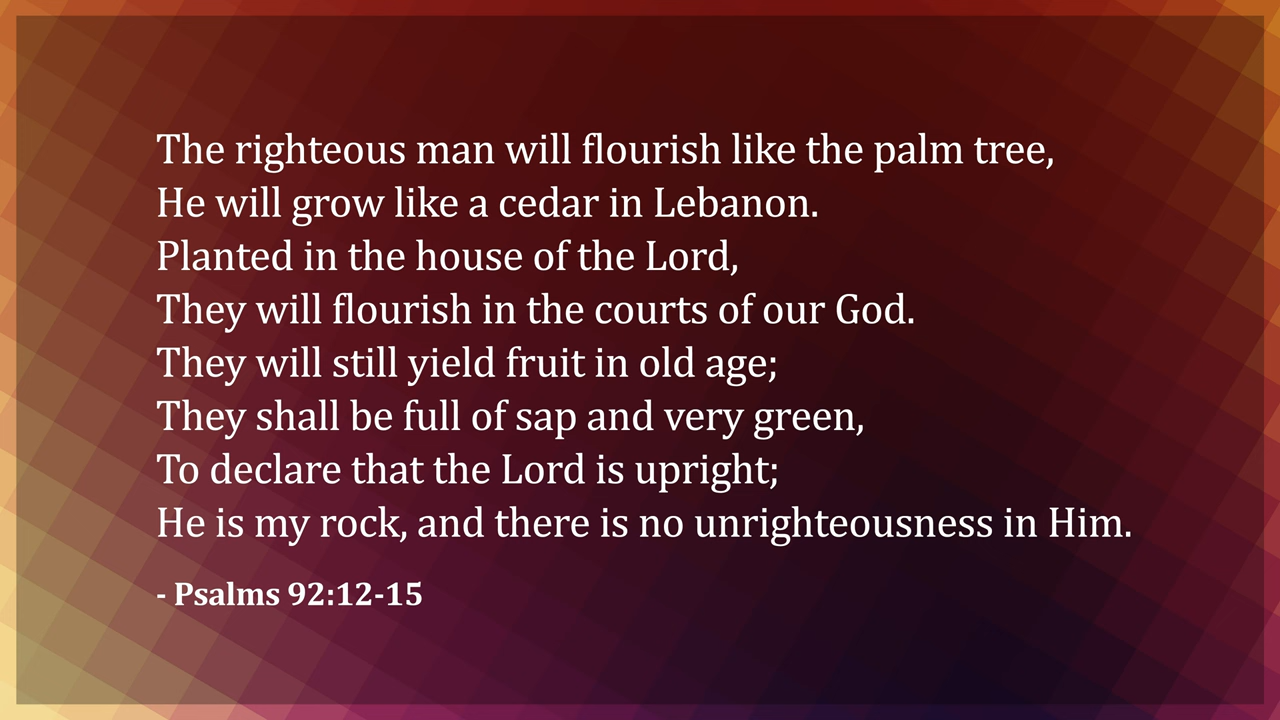 The righteous man will flourish like the palm tree,
He will grow like a cedar in Lebanon.
Planted in the house of the Lord,
They will flourish in the courts of our God.
They will still yield fruit in old age;
They shall be full of sap and very green,
To declare that the Lord is upright;
He is my rock, and there is no unrighteousness in Him.
- Psalms 92:12-15